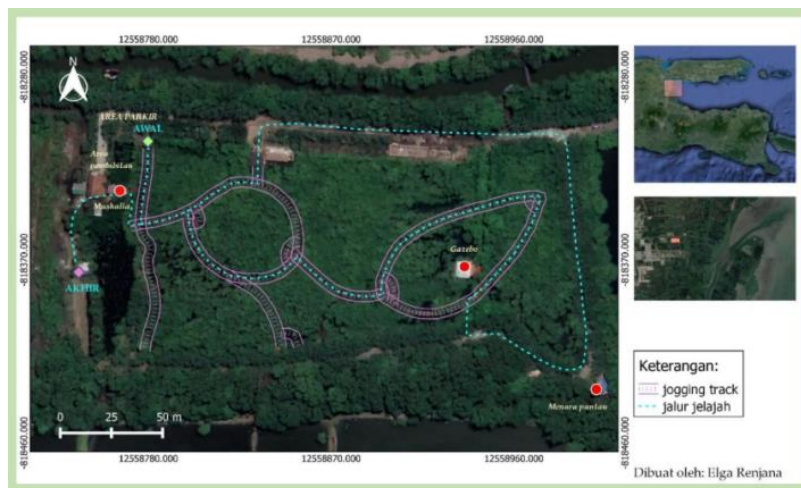 12558780.000
12558870.000
12558960.000
-818280.000
-818280.000
N
AREA PARKIR
AWAL
Area
pembibitan
Mushalla
-818370.000
-818370.000
Gazebo
AKHIR
Keterangan:
jogging track
jalur jelajah
Menara pantau
0 25 50 m
-818460.000
-818460.000
12558780.000
12558870.000
12558960.000
Dibuat oleh: Elga Renjana